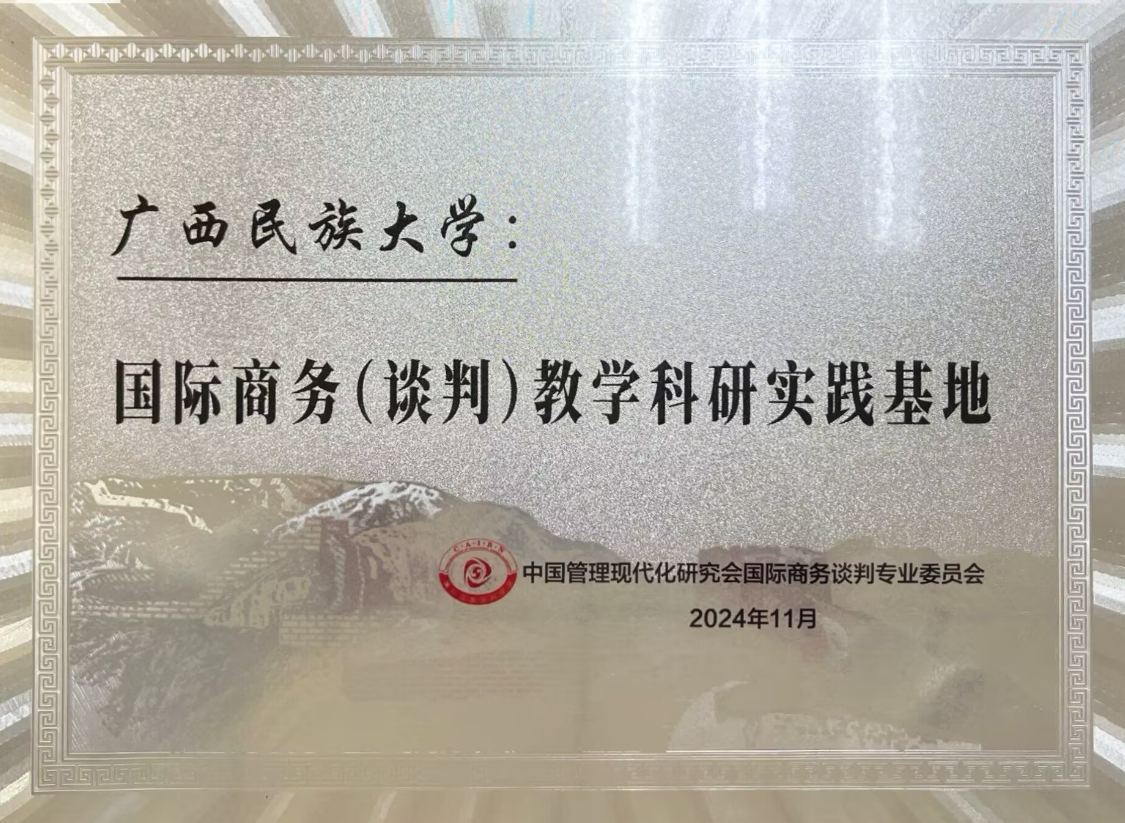 广西民族大学：
国际商务（谈判）教学科研实践基地
中国管理现代化研究会国际商务谈判专业委员会
2024年11月